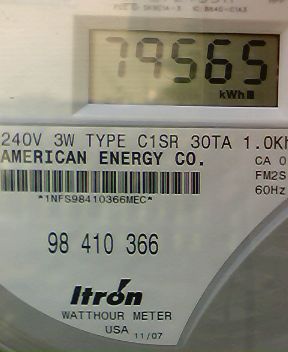 79565
kWh
240V 3W TYPE C1SR 30TA 1.0Kh
AMERICAN ENERGY CO.
CA 0
FM2S
60Hz
*1NFS98410366MEC*
98 410 366
Itron
WATTHOUR METER
USA 11/07